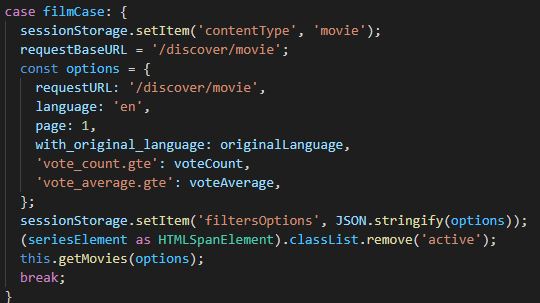 case filmCase: {
sessionStorage.setItem('contentType', 'movie');
requestBaseURL = '/discover/movie';
const options = {
requestURL: '/discover/movie',
language: 'en',
page: 1,
with_original_language: originalLanguage,
'vote_count.gte': voteCount,
'vote_average.gte': voteAverage,
};
sessionStorage.setItem('filtersOptions', JSON.stringify(options));
(seriesElement as HTMLSpanElement).classList.remove('active');
this.getMovies(options);
break;
}